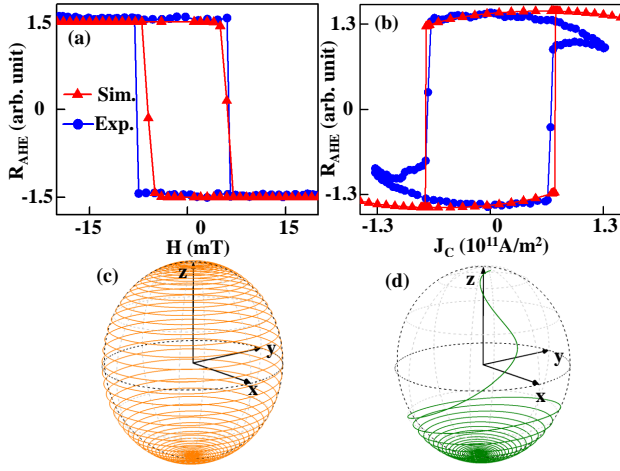 (a)
1.5
0
-1.5
R_AHE (arb. unit)
Sim.
Exp.
-15 0 15
H (mT)
(b)
1.3
0
-1.3
R_AHE (arb. unit)
-1.3 0 1.3
J_C (10^11 A/m^2)
(c)
z
y
x
(d)
z
y
x